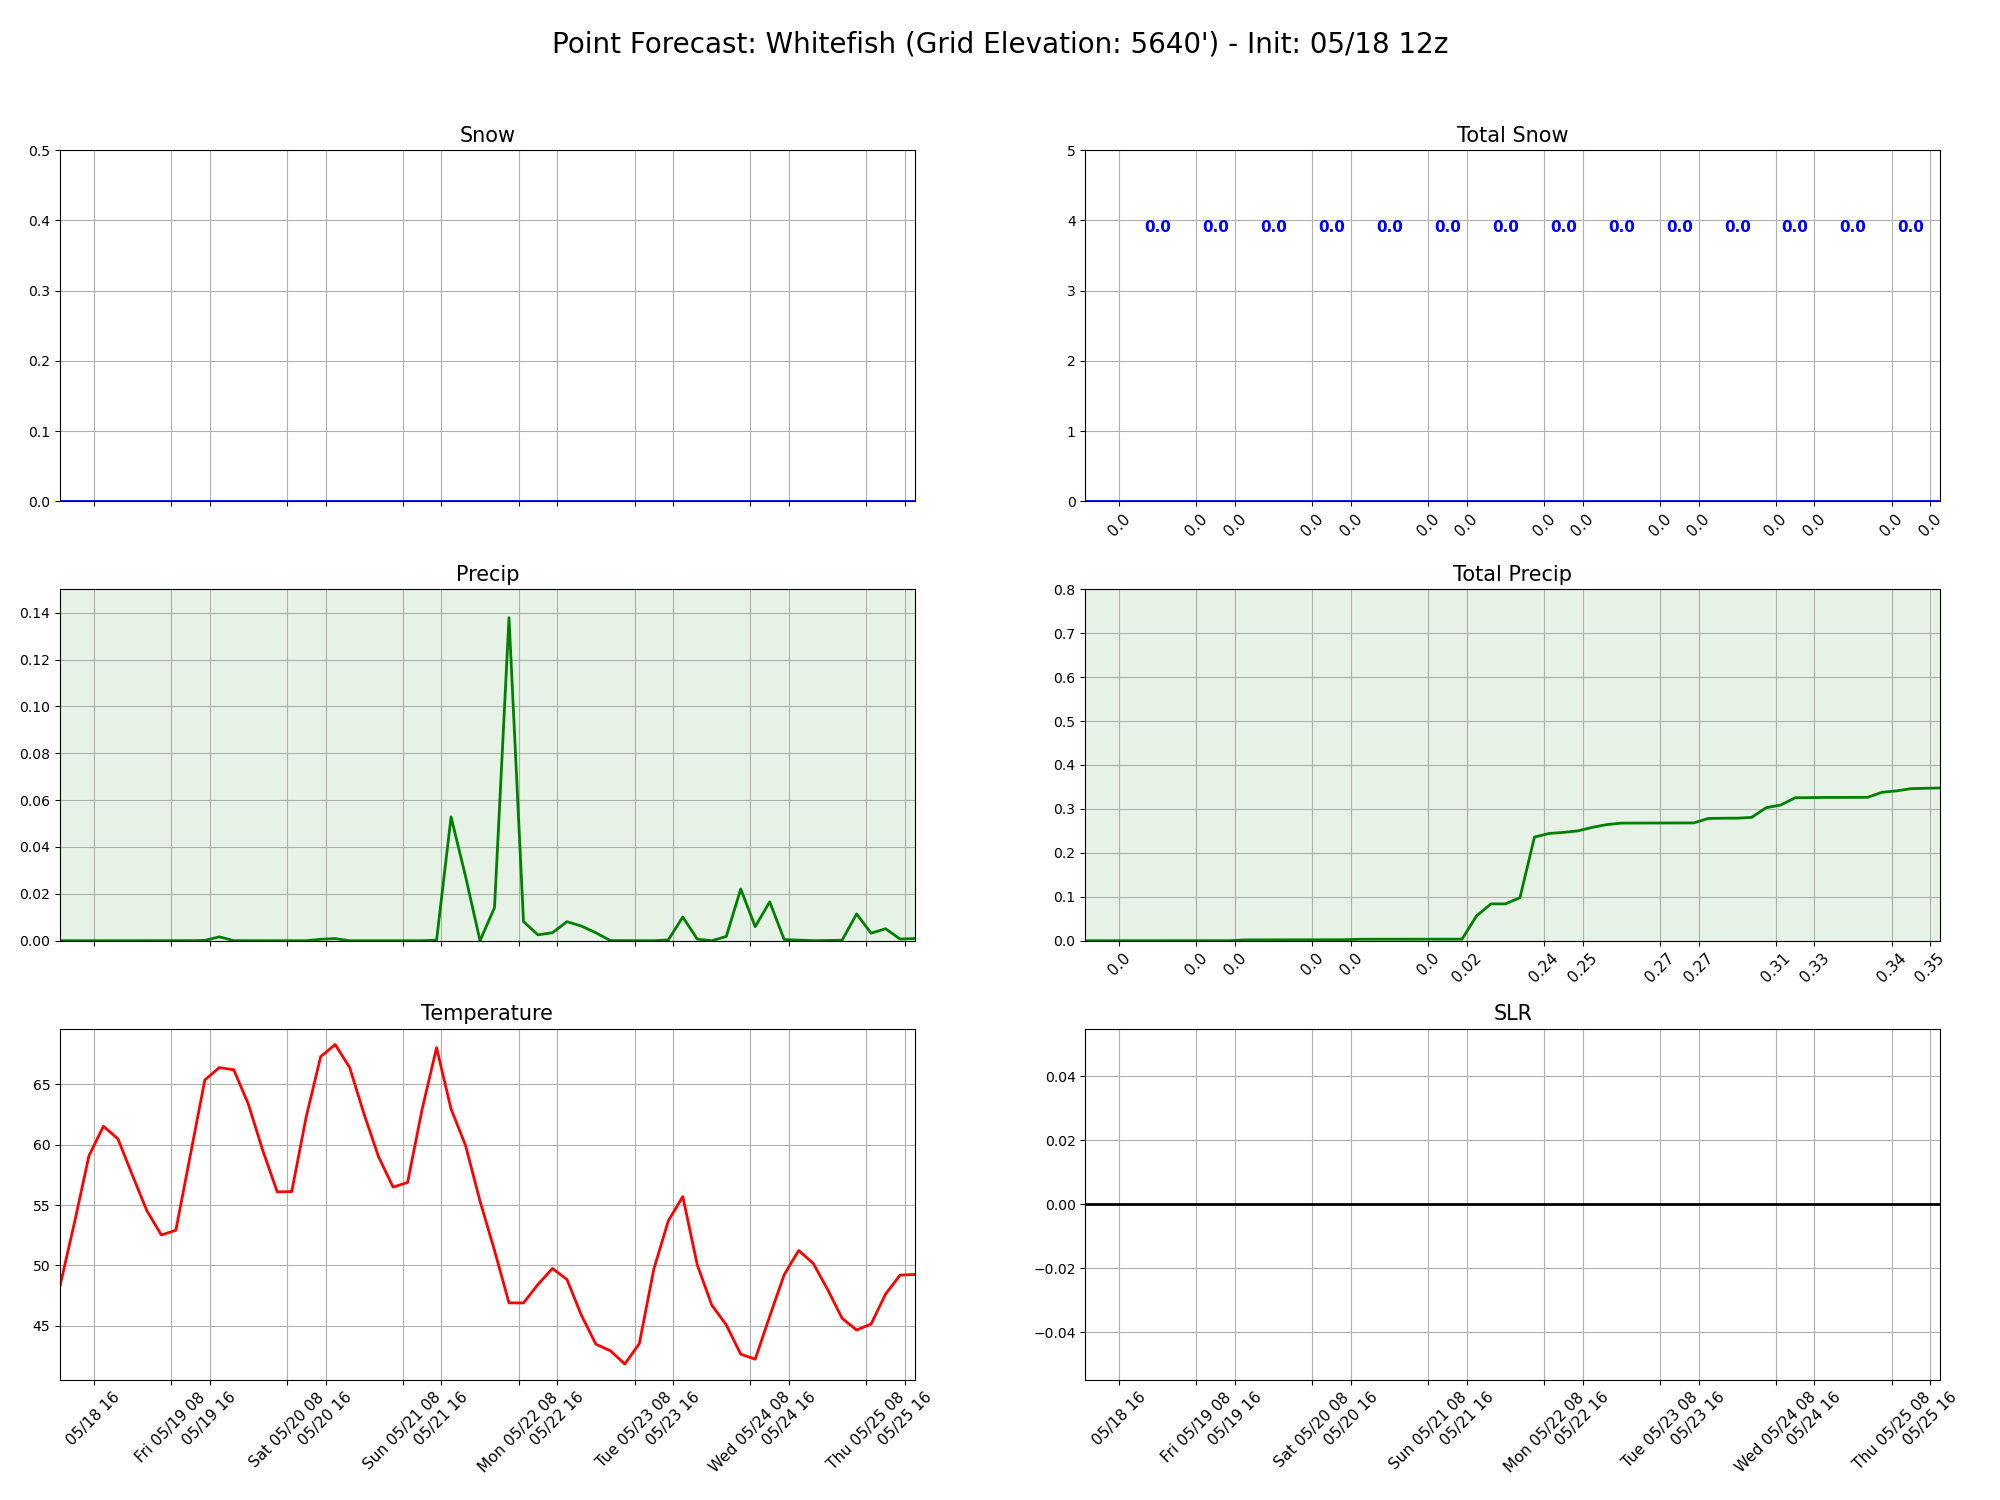 Point Forecast: Whitefish (Grid Elevation: 5640') - Init: 05/18 12z
Snow
0.5
0.4
0.3
0.2
0.1
0.0
Total Snow
5
4
3
2
1
0
0.0 0.0 0.0 0.0 0.0 0.0 0.0 0.0 0.0 0.0 0.0 0.0 0.0 0.0
0.0 0.0 0.0 0.0 0.0 0.0 0.0 0.0 0.0 0.0 0.0 0.0 0.0 0.0 0.0
Precip
0.14
0.12
0.10
0.08
0.06
0.04
0.02
0.00
Total Precip
0.8
0.7
0.6
0.5
0.4
0.3
0.2
0.1
0.0
0.0 0.0 0.0 0.0 0.0 0.0 0.02 0.24 0.25 0.27 0.27 0.31 0.33 0.34 0.35
Temperature
65
60
55
50
45
05/18 16
Fri 05/19 08
05/19 16
Sat 05/20 08
05/20 16
Sun 05/21 08
05/21 16
Mon 05/22 08
05/22 16
Tue 05/23 08
05/23 16
Wed 05/24 08
05/24 16
Thu 05/25 08
05/25 16
SLR
0.04
0.02
0.00
−0.02
−0.04
05/18 16
Fri 05/19 08
05/19 16
Sat 05/20 08
05/20 16
Sun 05/21 08
05/21 16
Mon 05/22 08
05/22 16
Tue 05/23 08
05/23 16
Wed 05/24 08
05/24 16
Thu 05/25 08
05/25 16